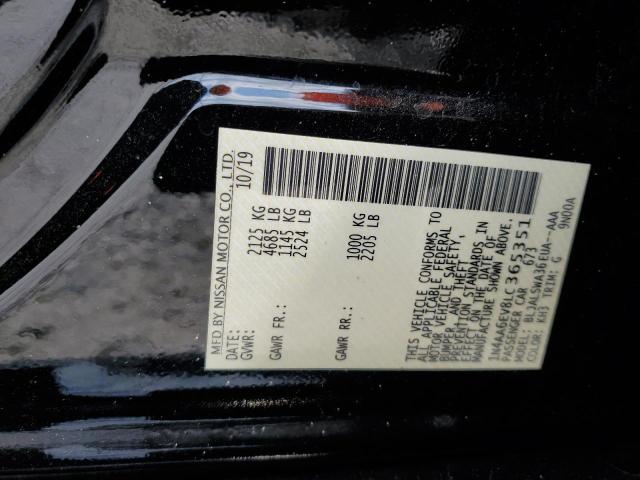 MFD BY NISSAN MOTOR CO., LTD.
DATE: 10/19
GVWR: 2125 KG
4685 LB
GAWR FR.: 1145 KG
2524 LB
GAWR RR.: 1000 KG
2205 LB
THIS VEHICLE CONFORMS TO
ALL APPLICABLE FEDERAL
MOTOR VEHICLE SAFETY,
BUMPER, AND THEFT
PREVENTION STANDARDS IN
EFFECT ON THE DATE OF
MANUFACTURE SHOWN ABOVE.
1N4AA6EV8LC365351
PASSENGER CAR 6727
MODEL: BLJALSWA36EUA--AAA
COLOR: KH3 TRIM: G 9N00A